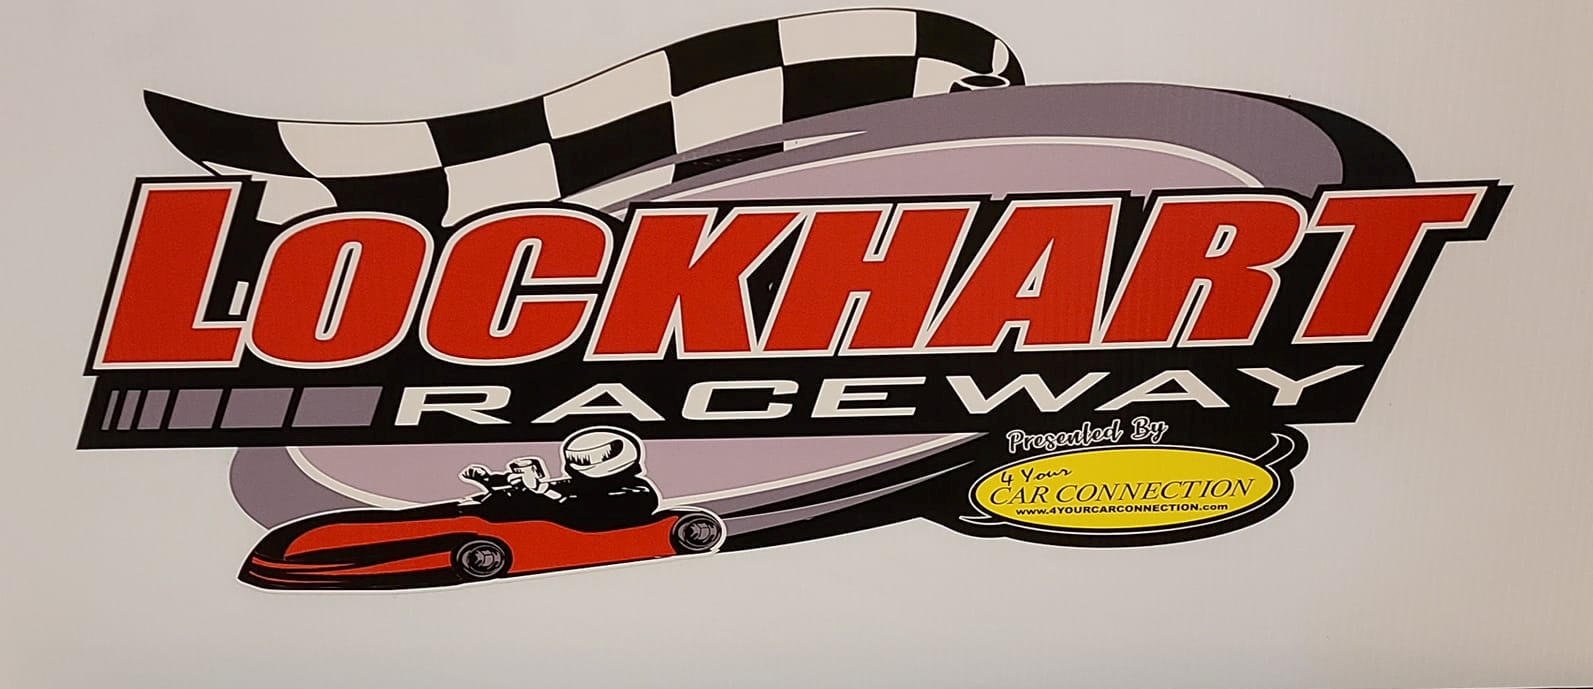 LOCKHART
RACEWAY
Presented By
4 Your
CAR CONNECTION
www.4YOURCARCONNECTION.com